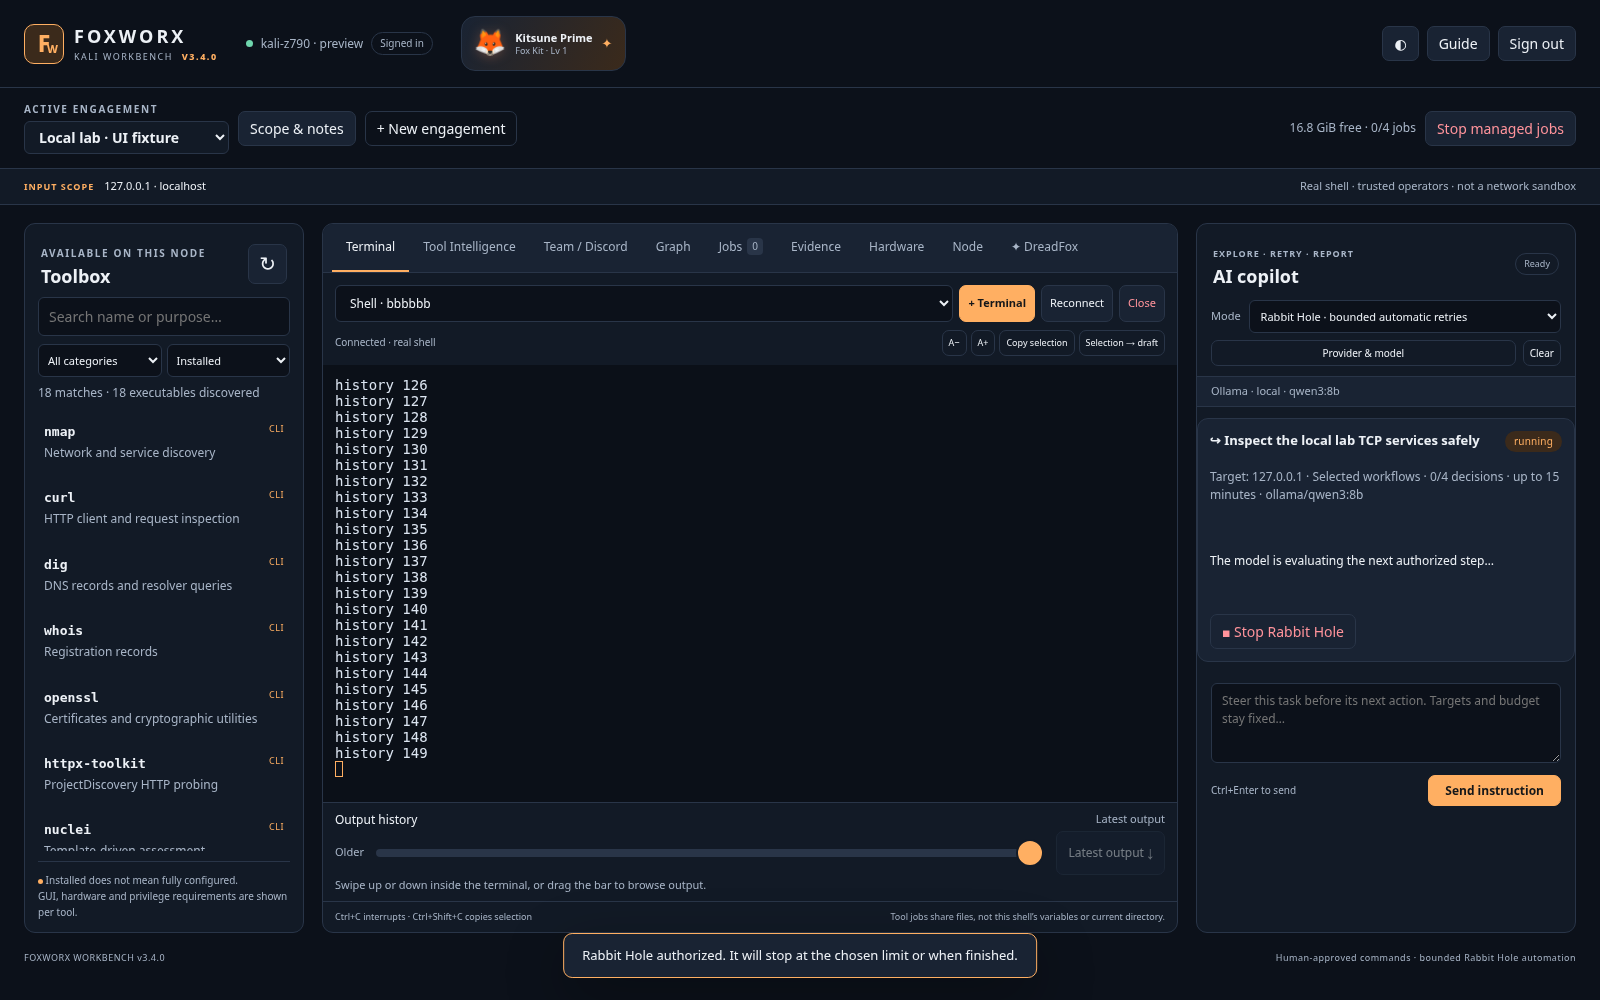 FW
FOXWORX
KALI WORKBENCH V3.4.0
kali-z790 · preview
Signed in
Kitsune Prime
Fox Kit · Lv 1
Guide
Sign out
ACTIVE ENGAGEMENT
Local lab · UI fixture
Scope & notes
+ New engagement
16.8 GiB free · 0/4 jobs
Stop managed jobs
INPUT SCOPE 127.0.0.1 · localhost
Real shell · trusted operators · not a network sandbox
AVAILABLE ON THIS NODE
Toolbox
Search name or purpose...
All categories
Installed
18 matches · 18 executables discovered
nmap CLI
Network and service discovery
curl CLI
HTTP client and request inspection
dig CLI
DNS records and resolver queries
whois CLI
Registration records
openssl CLI
Certificates and cryptographic utilities
httpx-toolkit CLI
ProjectDiscovery HTTP probing
nuclei CLI
Template-driven assessment
Installed does not mean fully configured.
GUI, hardware and privilege requirements are shown
per tool.
Terminal
Tool Intelligence
Team / Discord
Graph
Jobs 0
Evidence
Hardware
Node
✦ DreadFox
Shell · bbbbbb
+ Terminal
Reconnect
Close
Connected · real shell
A−
A+
Copy selection
Selection → draft
history 126
history 127
history 128
history 129
history 130
history 131
history 132
history 133
history 134
history 135
history 136
history 137
history 138
history 139
history 140
history 141
history 142
history 143
history 144
history 145
history 146
history 147
history 148
history 149
Output history
Latest output
Older
Latest output ↓
Swipe up or down inside the terminal, or drag the bar to browse output.
Ctrl+C interrupts · Ctrl+Shift+C copies selection
Tool jobs share files, not this shell's variables or current directory.
EXPLORE · RETRY · REPORT
AI copilot
Ready
Mode
Rabbit Hole · bounded automatic retries
Provider & model
Clear
Ollama · local · qwen3:8b
↪ Inspect the local lab TCP services safely
running
Target: 127.0.0.1 · Selected workflows · 0/4 decisions · up to 15
minutes · ollama/qwen3:8b
The model is evaluating the next authorized step...
■ Stop Rabbit Hole
Steer this task before its next action. Targets and budget
stay fixed...
Ctrl+Enter to send
Send instruction
Rabbit Hole authorized. It will stop at the chosen limit or when finished.
FOXWORX WORKBENCH v3.4.0
Human-approved commands · bounded Rabbit Hole automation